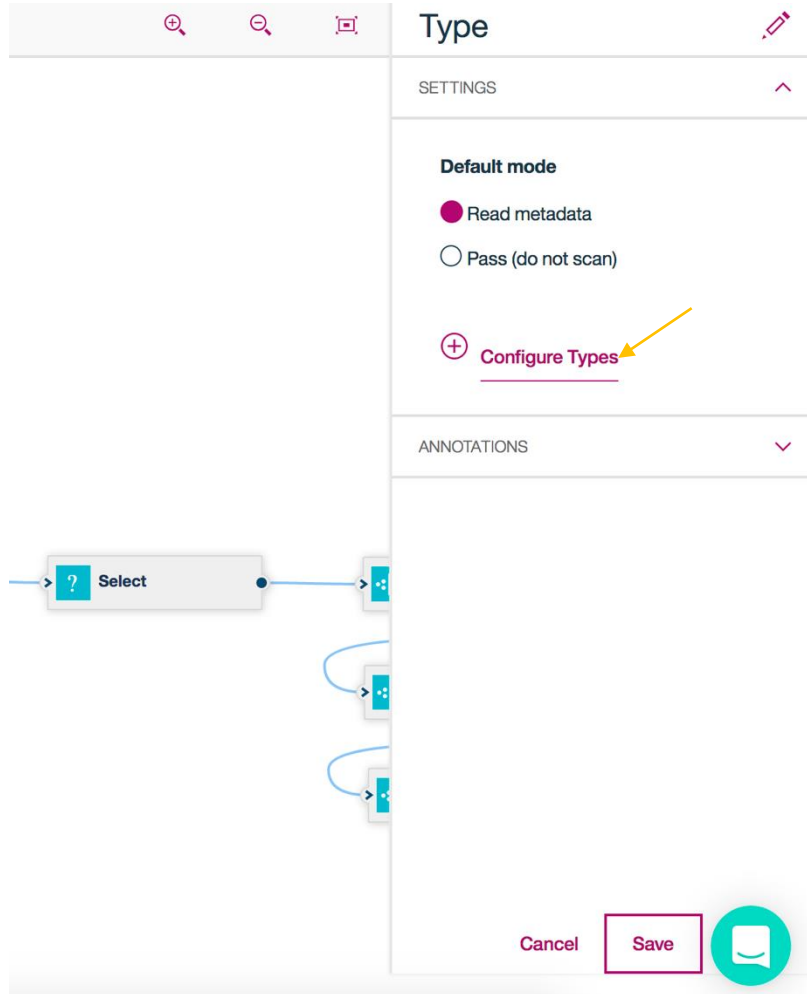 Type
SETTINGS
Default mode
Read metadata
Pass (do not scan)
Configure Types
ANNOTATIONS
? Select
Cancel Save